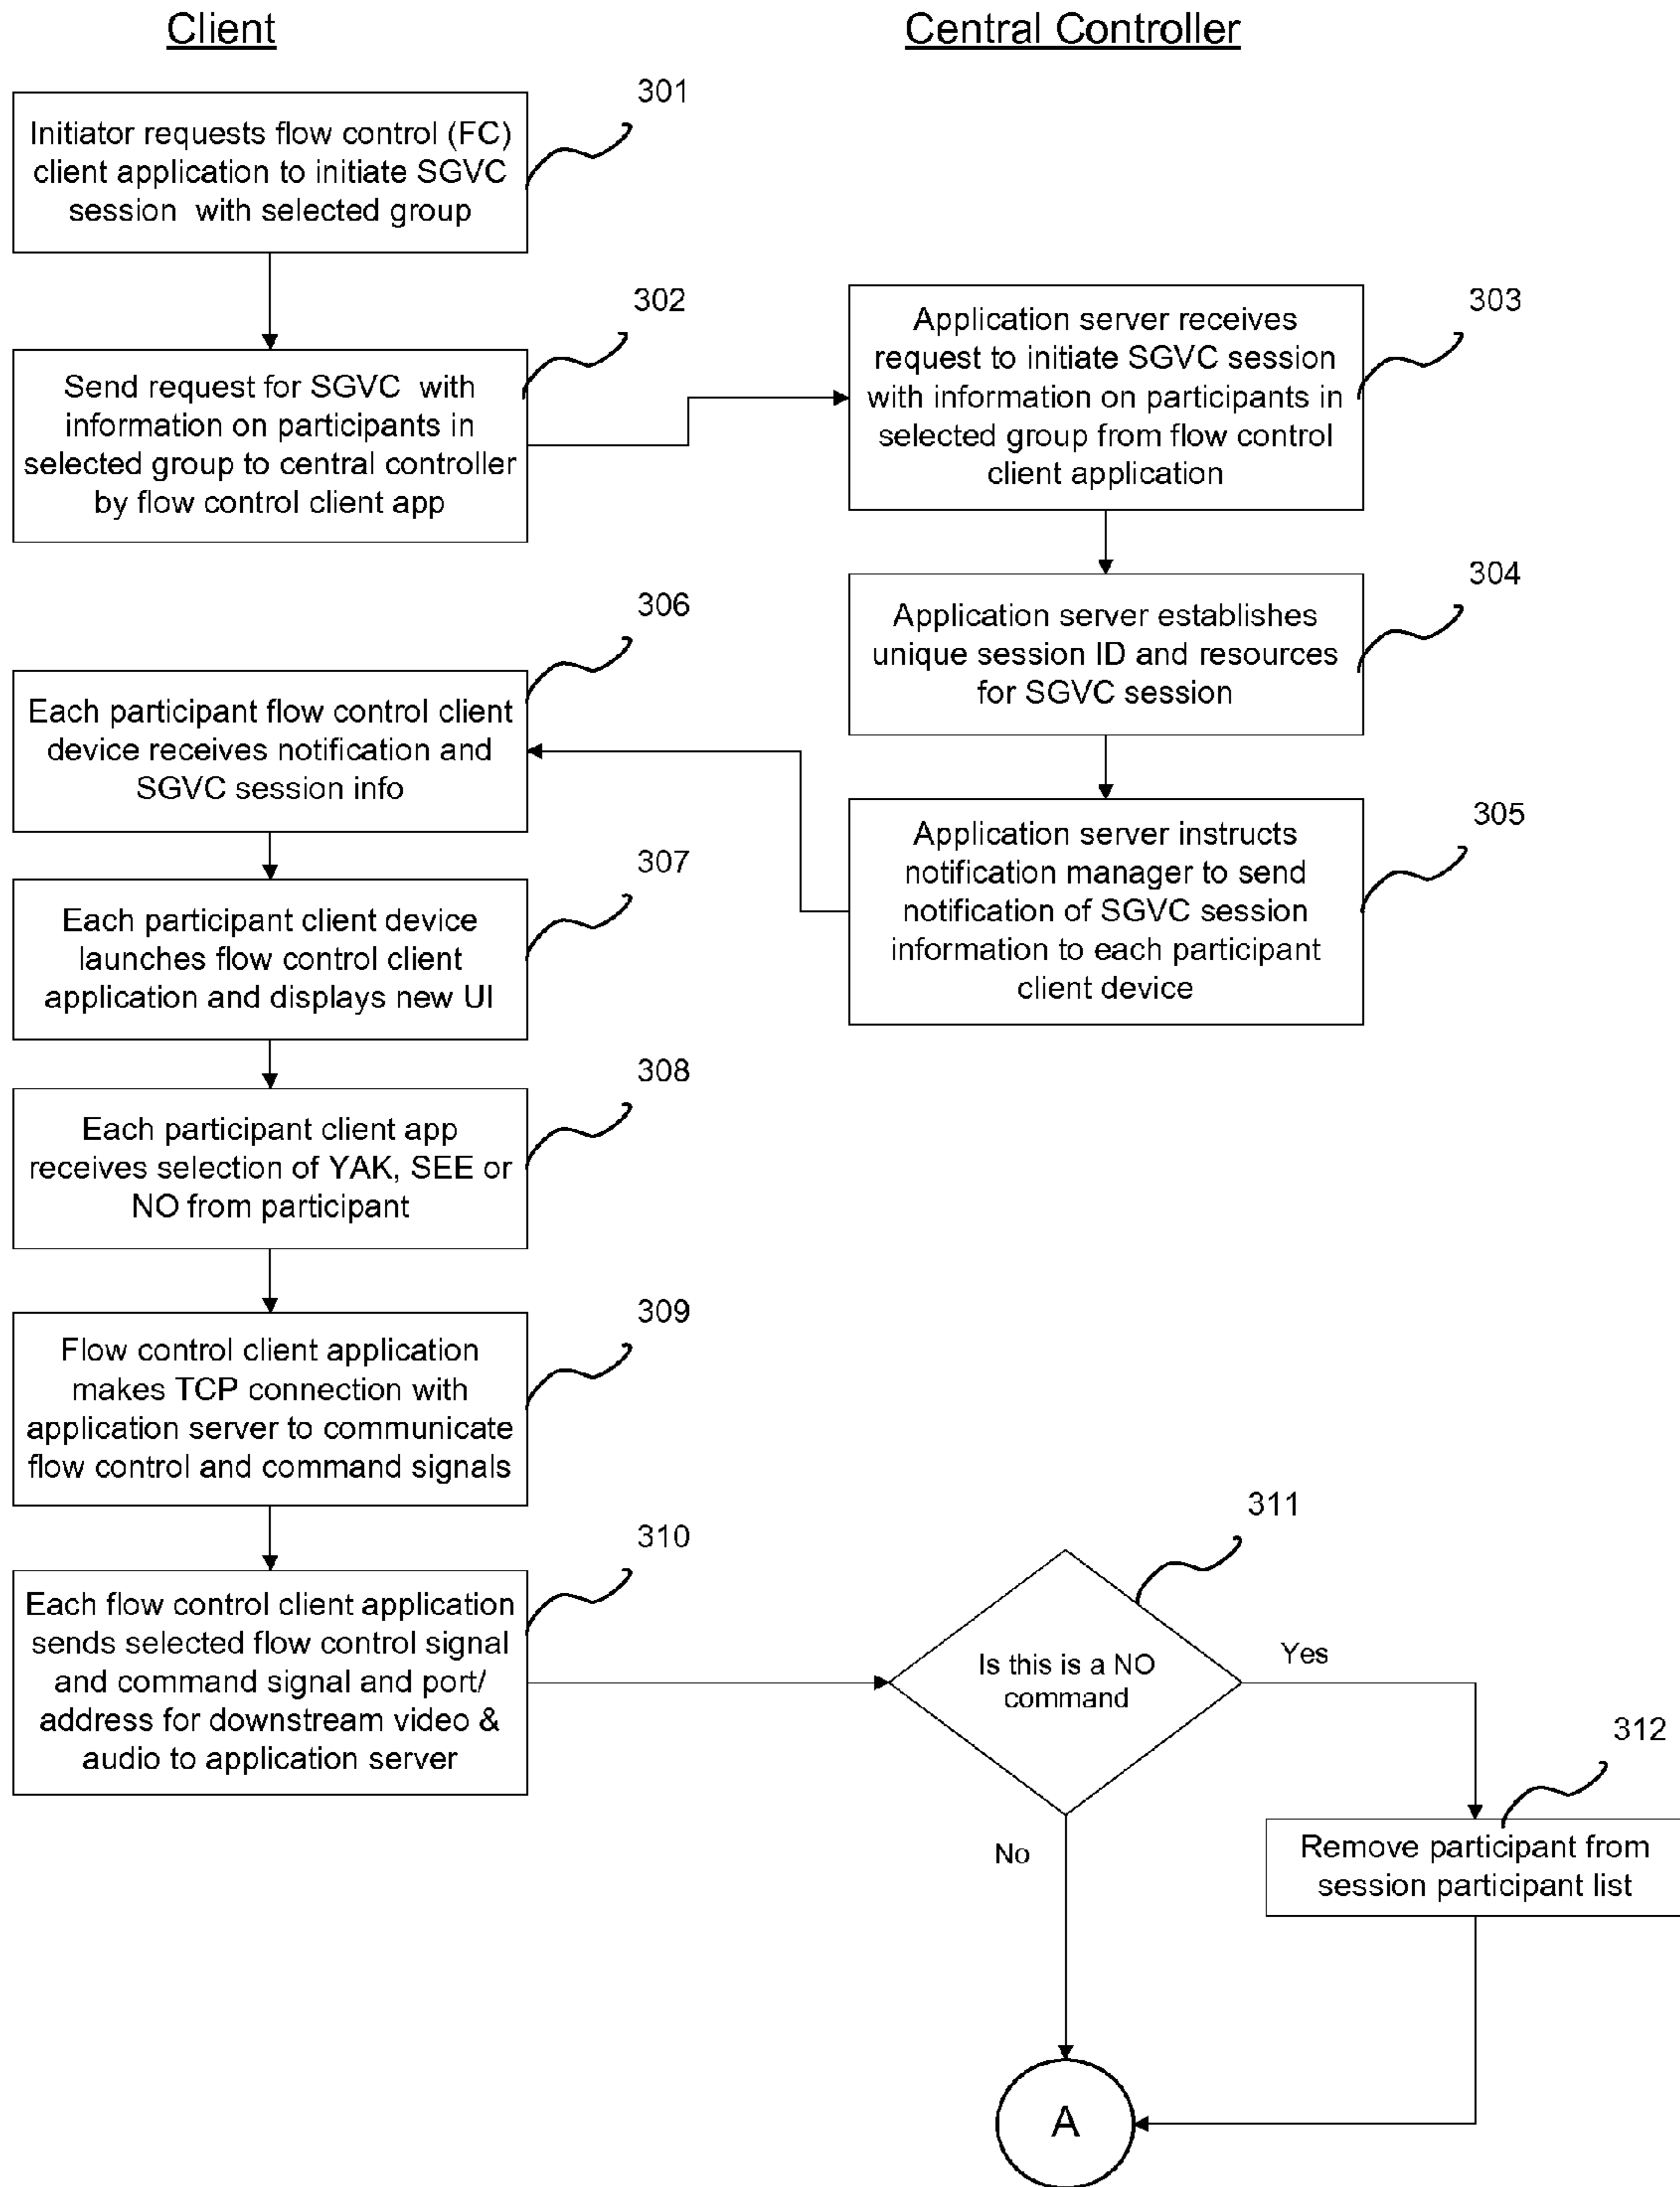 Client
Central Controller
301
Initiator requests flow control (FC)
client application to initiate SGVC
session with selected group
302
Send request for SGVC with
information on participants in
selected group to central controller
by flow control client app
303
Application server receives
request to initiate SGVC session
with information on participants in
selected group from flow control
client application
304
Application server establishes
unique session ID and resources
for SGVC session
305
Application server instructs
notification manager to send
notification of SGVC session
information to each participant
client device
306
Each participant flow control client
device receives notification and
SGVC session info
307
Each participant client device
launches flow control client
application and displays new UI
308
Each participant client app
receives selection of YAK, SEE or
NO from participant
309
Flow control client application
makes TCP connection with
application server to communicate
flow control and command signals
310
Each flow control client application
sends selected flow control signal
and command signal and port/
address for downstream video &
audio to application server
311
Is this is a NO
command
Yes
No
312
Remove participant from
session participant list
A